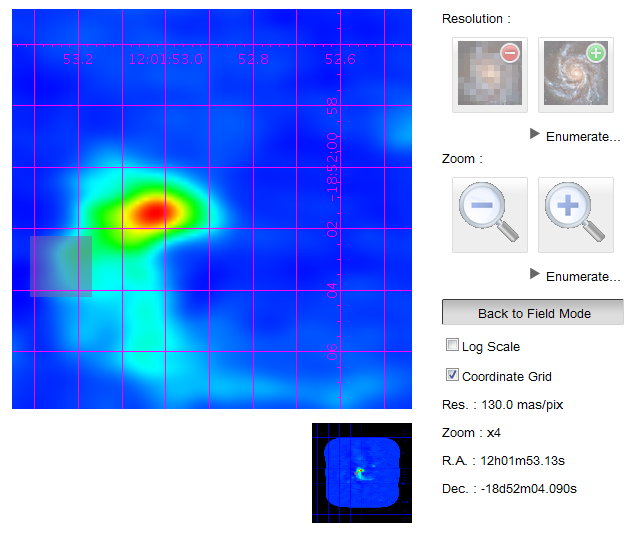 53.2 12:01:53.0 52.8 52.6
58
-18:52:00
02
04
06
Resolution :
Enumerate...
Zoom :
Enumerate...
Back to Field Mode
Log Scale
Coordinate Grid
Res. : 130.0 mas/pix
Zoom : x4
R.A. : 12h01m53.13s
Dec. : -18d52m04.090s